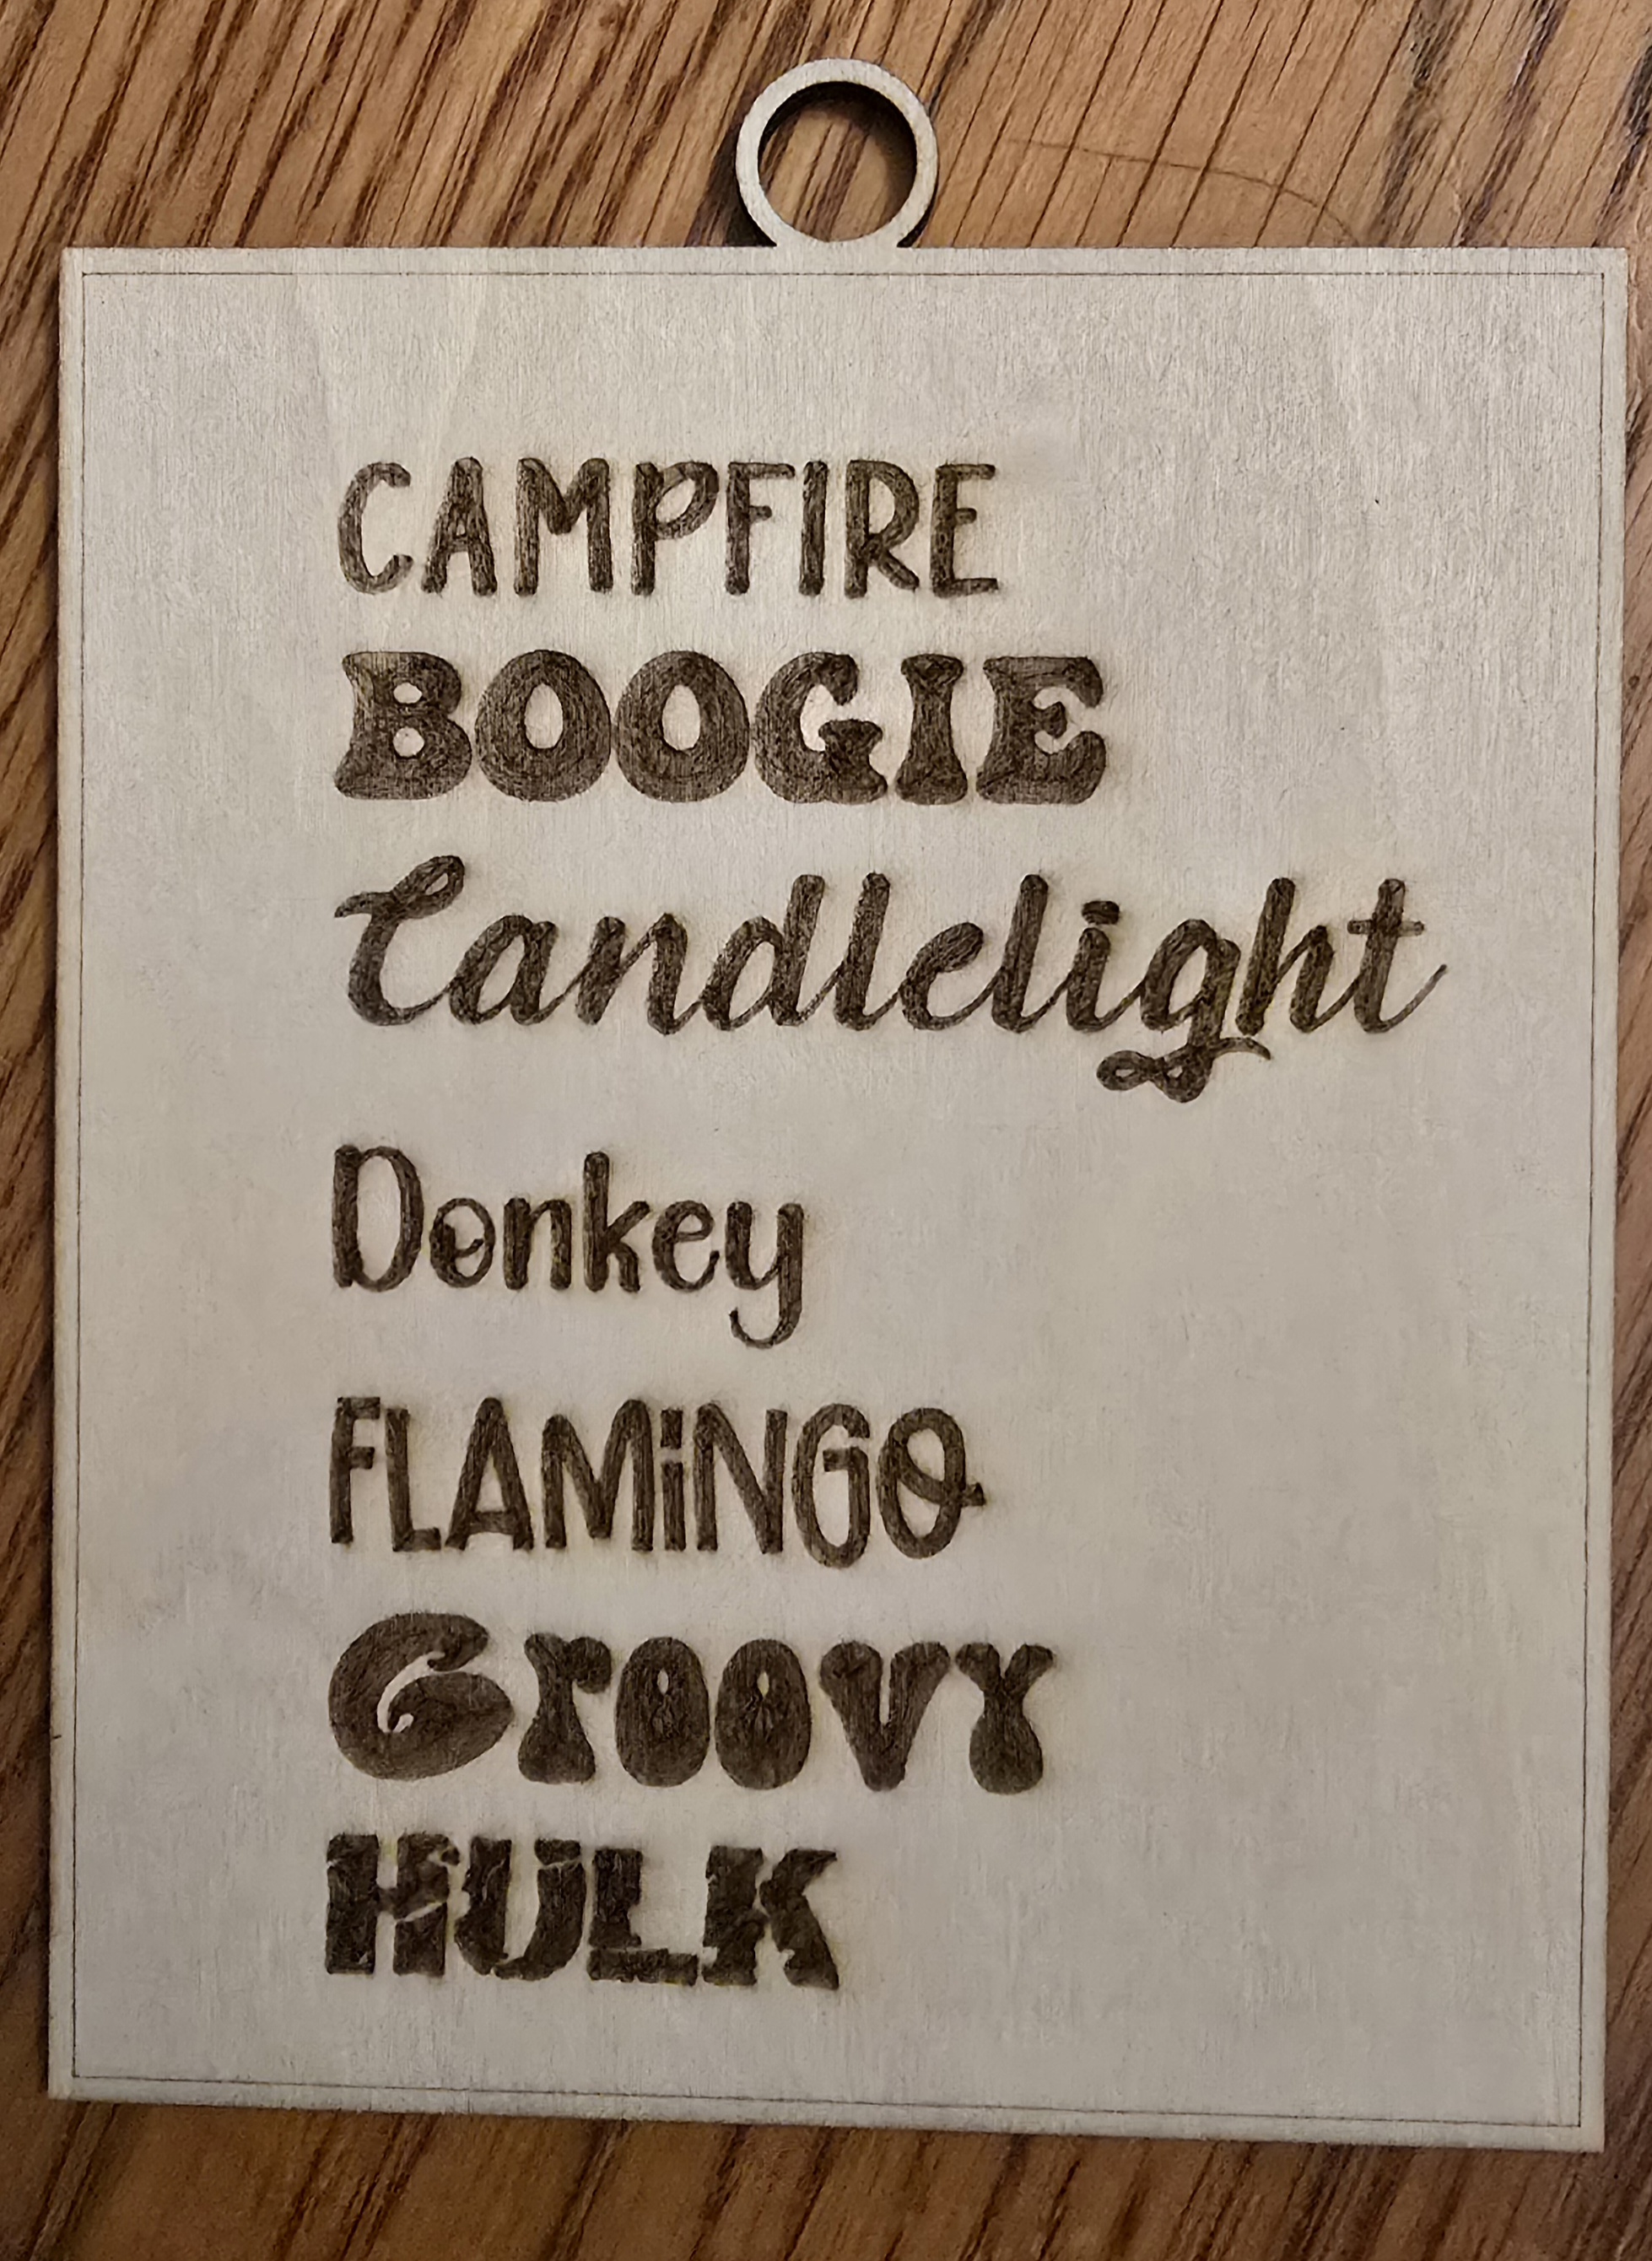 CAMPFIRE
BOOGIE
Candlelight
Donkey
FLAMiNGO
Groovy
HULK